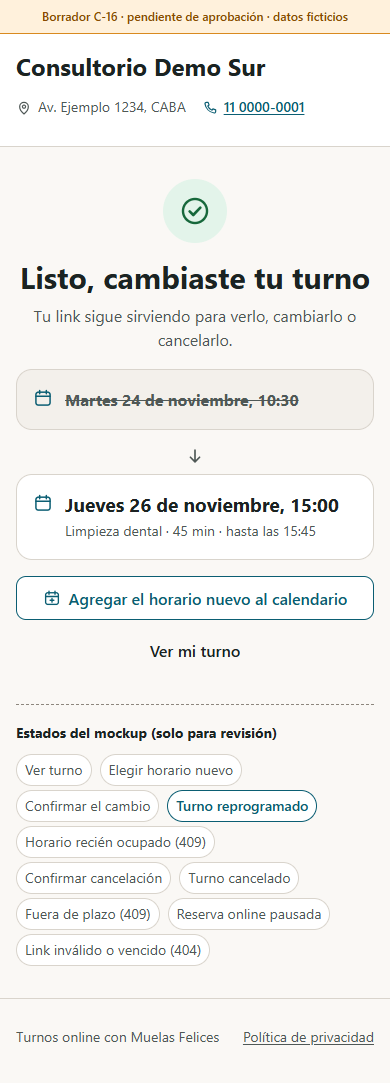 Borrador C-16 · pendiente de aprobación · datos ficticios
Consultorio Demo Sur
Av. Ejemplo 1234, CABA 11 0000-0001
Listo, cambiaste tu turno
Tu link sigue sirviendo para verlo, cambiarlo o
cancelarlo.
Martes 24 de noviembre, 10:30
Jueves 26 de noviembre, 15:00
Limpieza dental · 45 min · hasta las 15:45
Agregar el horario nuevo al calendario
Ver mi turno
Estados del mockup (solo para revisión)
Ver turno Elegir horario nuevo
Confirmar el cambio Turno reprogramado
Horario recién ocupado (409)
Confirmar cancelación Turno cancelado
Fuera de plazo (409) Reserva online pausada
Link inválido o vencido (404)
Turnos online con Muelas Felices Política de privacidad